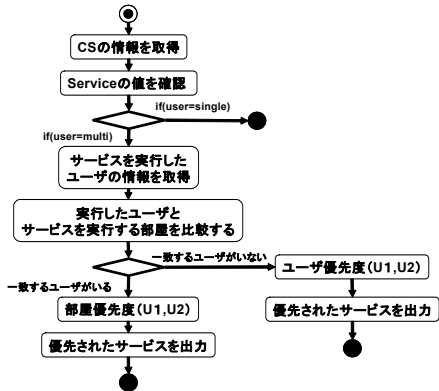 CSの情報を取得
Serviceの値を確認
if(user=single)
if(user=multi)
サービスを実行した
ユーザの情報を取得
実行したユーザと
サービスを実行する部屋を比較する
一致するユーザがいない
ユーザ優先度(U1,U2)
一致するユーザがいる
部屋優先度(U1,U2)
優先されたサービスを出力
優先されたサービスを出力